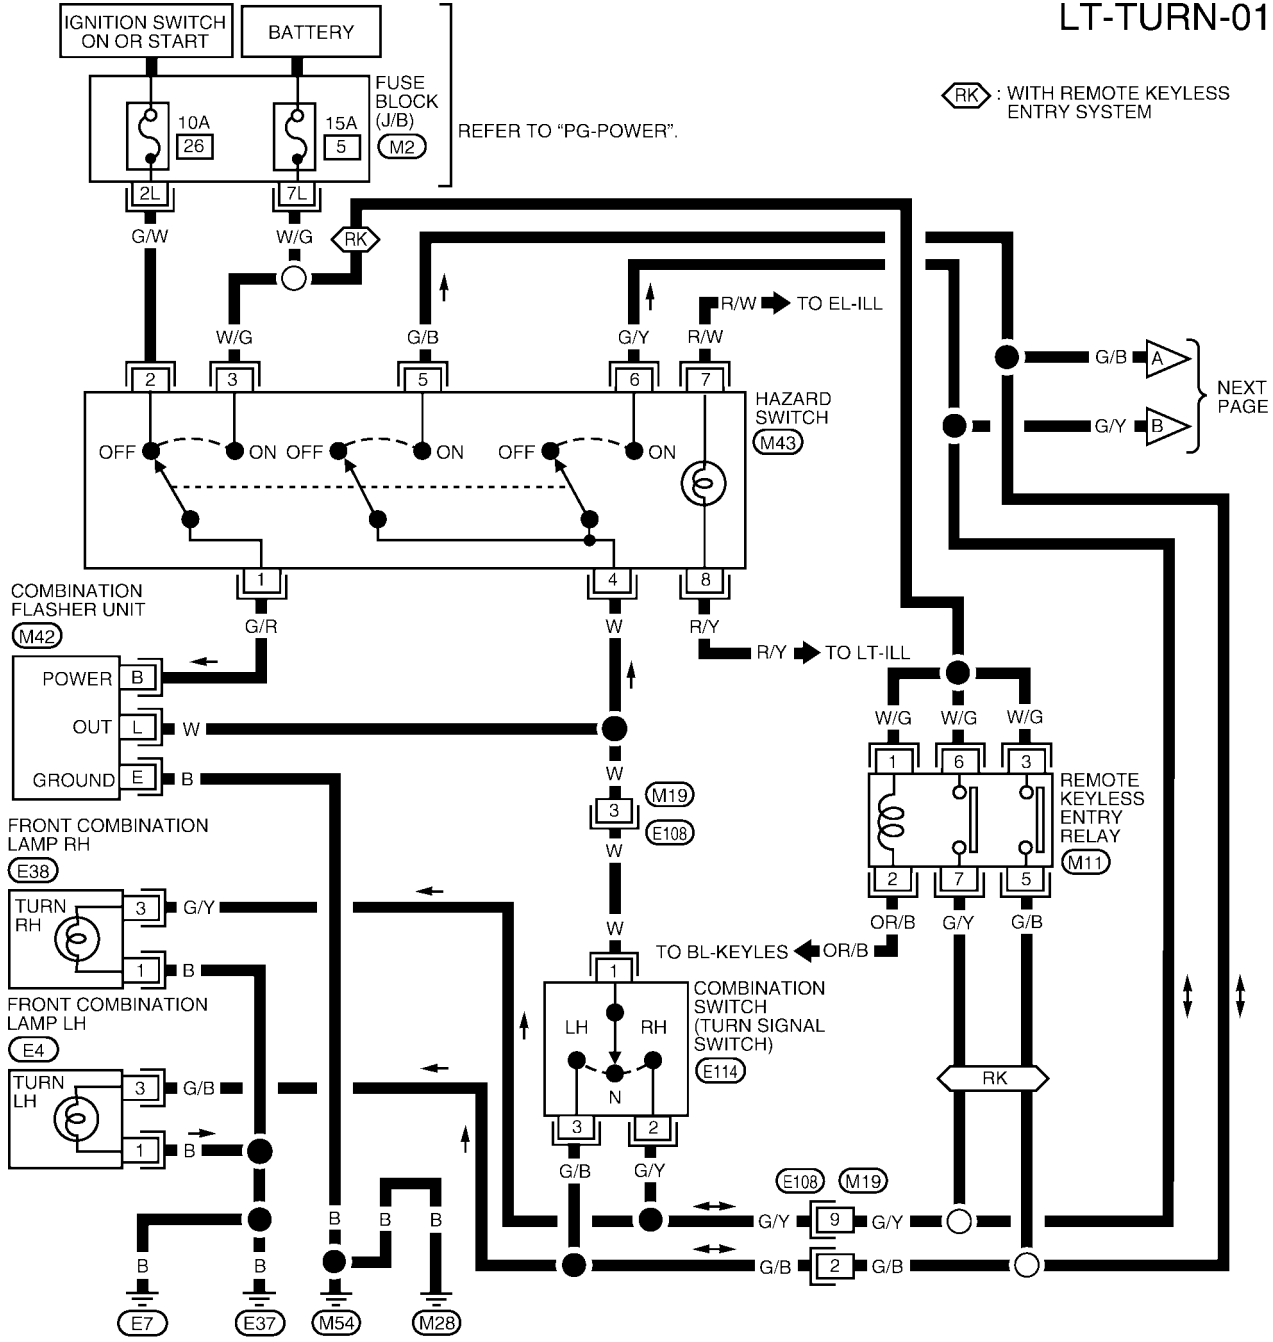 LT-TURN-01
IGNITION SWITCH
ON OR START
BATTERY
RK : WITH REMOTE KEYLESS
ENTRY SYSTEM
FUSE
BLOCK
(J/B)
M2
10A
26
15A
5
REFER TO “PG-POWER”.
2L
7L
G/W
W/G
RK
W/G
G/B
G/Y
R/W
R/W
TO EL-ILL
G/B
A
G/Y
B
NEXT
PAGE
2
3
5
6
7
HAZARD
SWITCH
M43
OFF
ON
OFF
ON
OFF
ON
1
4
8
G/R
W
R/Y
R/Y
TO LT-ILL
COMBINATION
FLASHER UNIT
M42
POWER
B
OUT
L
W
GROUND
E
B
W
3
M19
E108
W
W
W/G
W/G
W/G
1
6
3
REMOTE
KEYLESS
ENTRY
RELAY
M11
2
7
5
OR/B
G/Y
G/B
TO BL-KEYLES
OR/B
FRONT COMBINATION
LAMP RH
E38
TURN
RH
3
G/Y
1
B
FRONT COMBINATION
LAMP LH
E4
TURN
LH
3
G/B
1
B
1
COMBINATION
SWITCH
(TURN SIGNAL
SWITCH)
E114
LH
RH
N
3
2
G/B
G/Y
RK
E108
M19
G/Y
9
G/Y
G/B
2
G/B
B
B
B
B
B
E7
E37
M54
M28